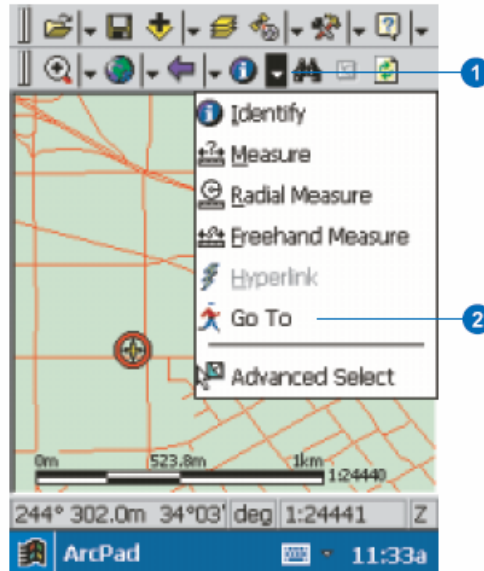 1
Identify
Measure
Radial Measure
Freehand Measure
Hyperlink
Go To
2
Advanced Select
0m 523.8m 1km
1:24440
244° 302.0m 34°03' deg 1:24441 Z
ArcPad 11:33a